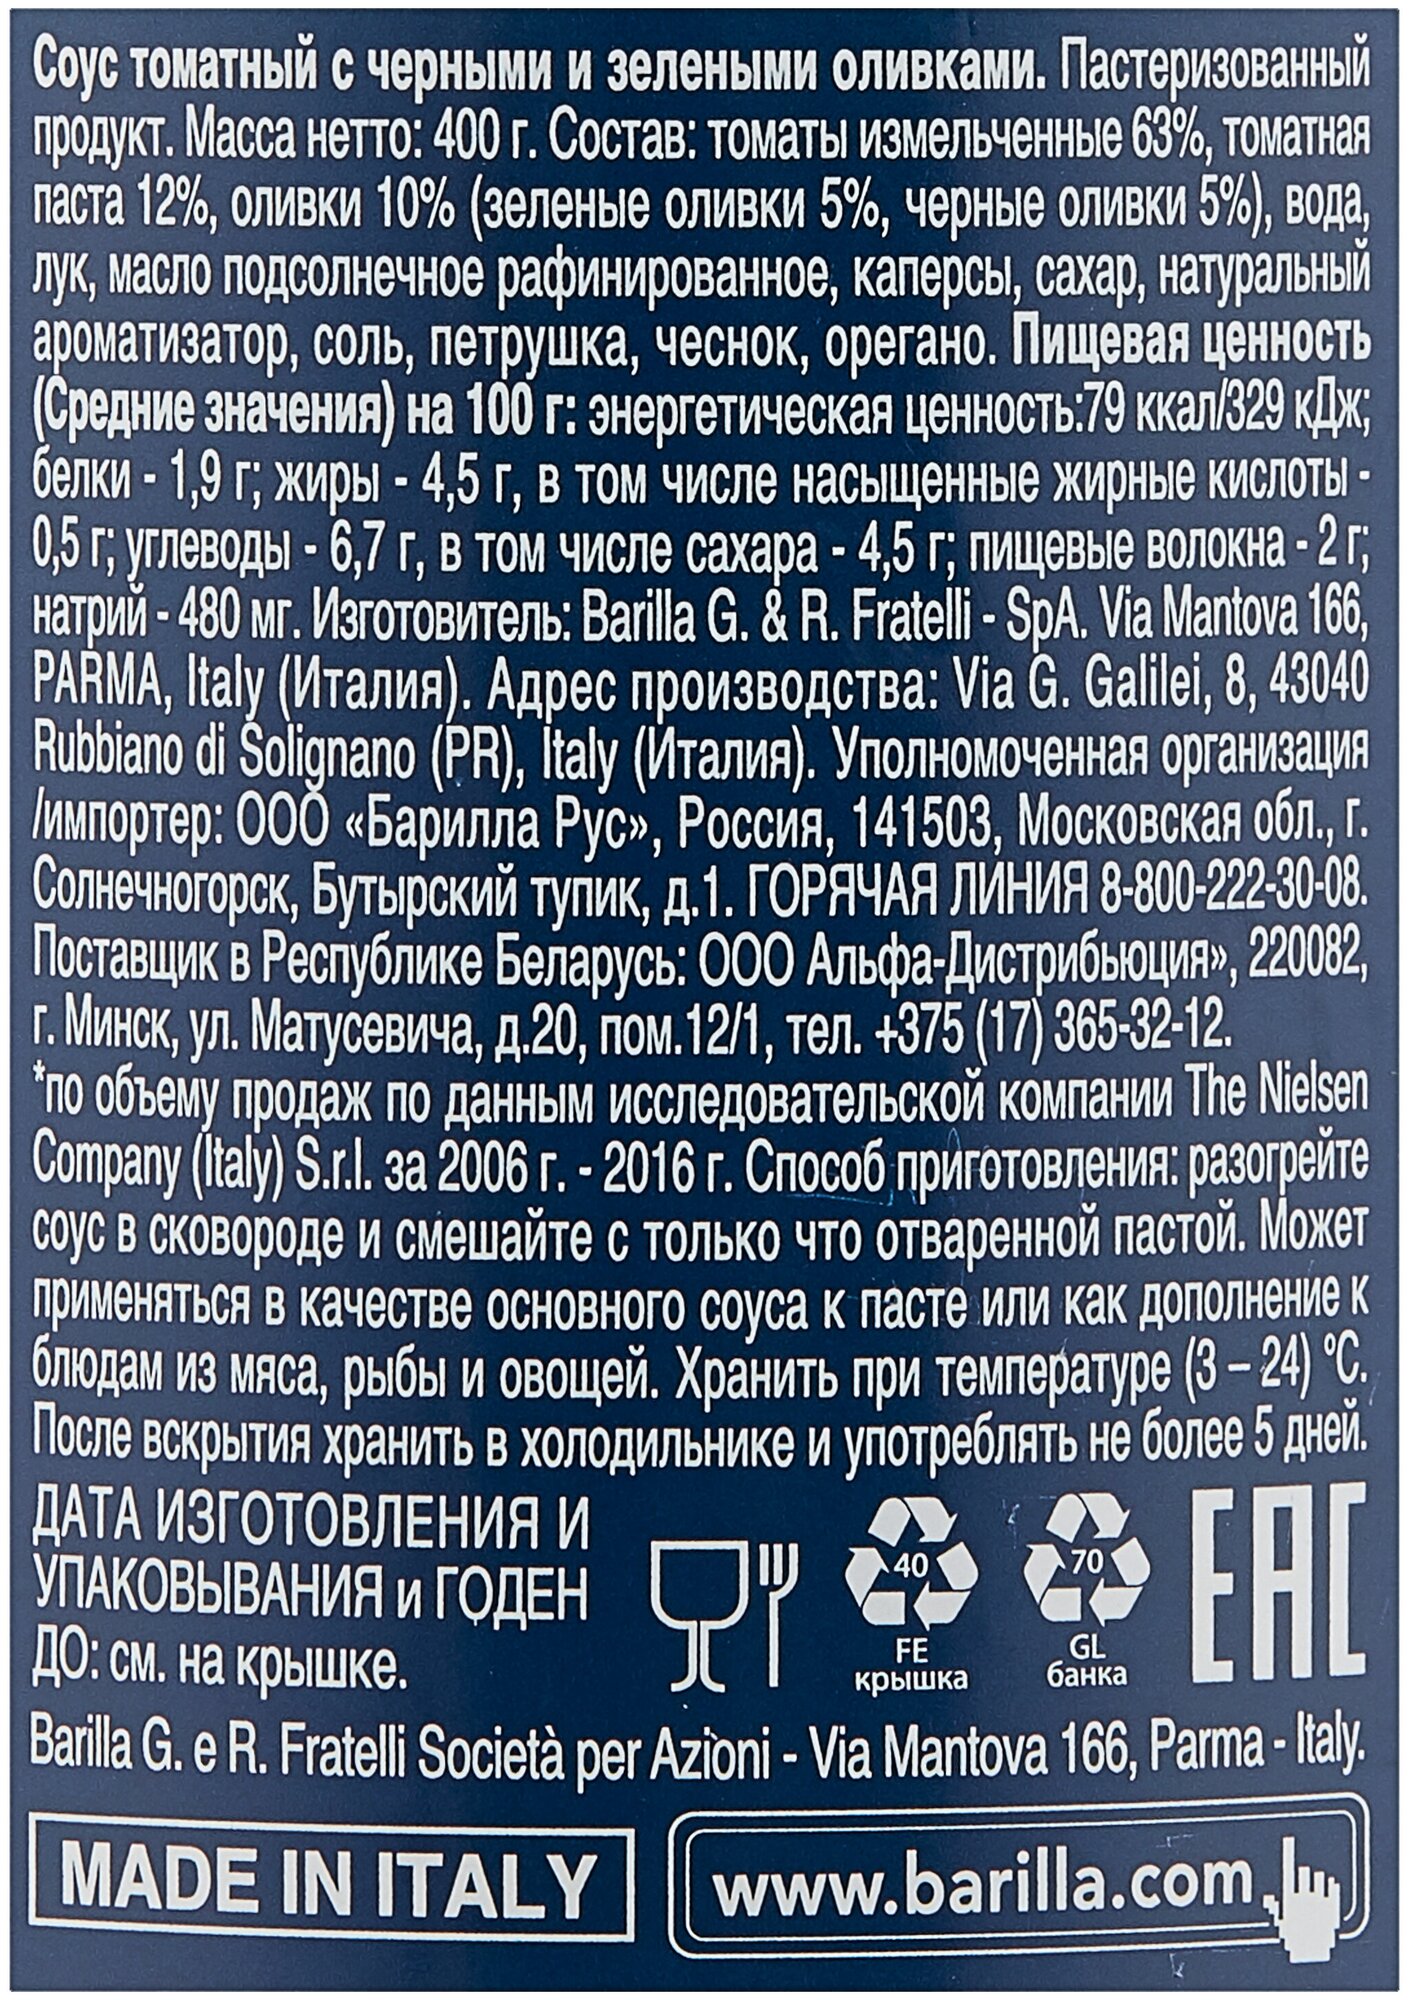 Соус томатный с черными и зелеными оливками. Пастеризованный
продукт. Масса нетто: 400 г. Состав: томаты измельченные 63%, томатная
паста 12%, оливки 10% (зеленые оливки 5%, черные оливки 5%), вода,
лук, масло подсолнечное рафинированное, каперсы, сахар, натуральный
ароматизатор, соль, петрушка, чеснок, орегано. Пищевая ценность
(Средние значения) на 100 г: энергетическая ценность:79 ккал/329 кДж;
белки - 1,9 г; жиры - 4,5 г, в том числе насыщенные жирные кислоты -
0,5 г; углеводы - 6,7 г, в том числе сахара - 4,5 г; пищевые волокна - 2 г;
натрий - 480 мг. Изготовитель: Barilla G. & R. Fratelli - SpA. Via Mantova 166,
PARMA, Italy (Италия). Адрес производства: Via G. Galilei, 8, 43040
Rubbiano di Solignano (PR), Italy (Италия). Уполномоченная организация
/импортер: ООО «Барилла Рус», Россия, 141503, Московская обл., г.
Солнечногорск, Бутырский тупик, д.1. ГОРЯЧАЯ ЛИНИЯ 8-800-222-30-08.
Поставщик в Республике Беларусь: ООО Альфа-Дистрибьюция», 220082,
г. Минск, ул. Матусевича, д.20, пом.12/1, тел. +375 (17) 365-32-12.
*по объему продаж по данным исследовательской компании The Nielsen
Company (Italy) S.r.l. за 2006 г. - 2016 г. Способ приготовления: разогрейте
соус в сковороде и смешайте с только что отваренной пастой. Может
применяться в качестве основного соуса к пасте или как дополнение к
блюдам из мяса, рыбы и овощей. Хранить при температуре (3 – 24) °C.
После вскрытия хранить в холодильнике и употреблять не более 5 дней.
ДАТА ИЗГОТОВЛЕНИЯ И
УПАКОВЫВАНИЯ и ГОДЕН
ДО: см. на крышке.
40
FE
крышка
70
GL
банка
EAC
Barilla G. e R. Fratelli Società per Azioni - Via Mantova 166, Parma - Italy.
MADE IN ITALY
www.barilla.com